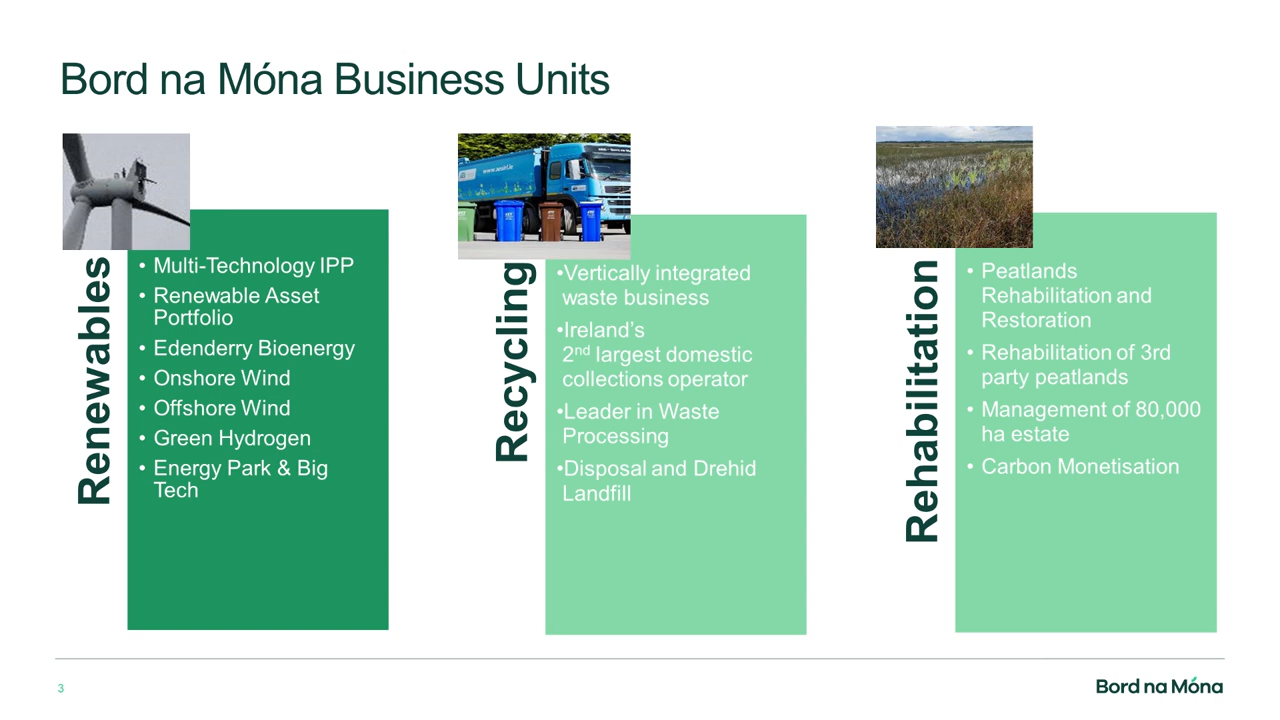 Bord na Móna Business Units
Renewables
• Multi-Technology IPP
• Renewable Asset
Portfolio
• Edenderry Bioenergy
• Onshore Wind
• Offshore Wind
• Green Hydrogen
• Energy Park & Big
Tech
Recycling
•Vertically integrated
waste business
•Ireland’s
2nd largest domestic
collections operator
•Leader in Waste
Processing
•Disposal and Drehid
Landfill
Rehabilitation
• Peatlands
Rehabilitation and
Restoration
• Rehabilitation of 3rd
party peatlands
• Management of 80,000
ha estate
• Carbon Monetisation
3
Bord na Móna